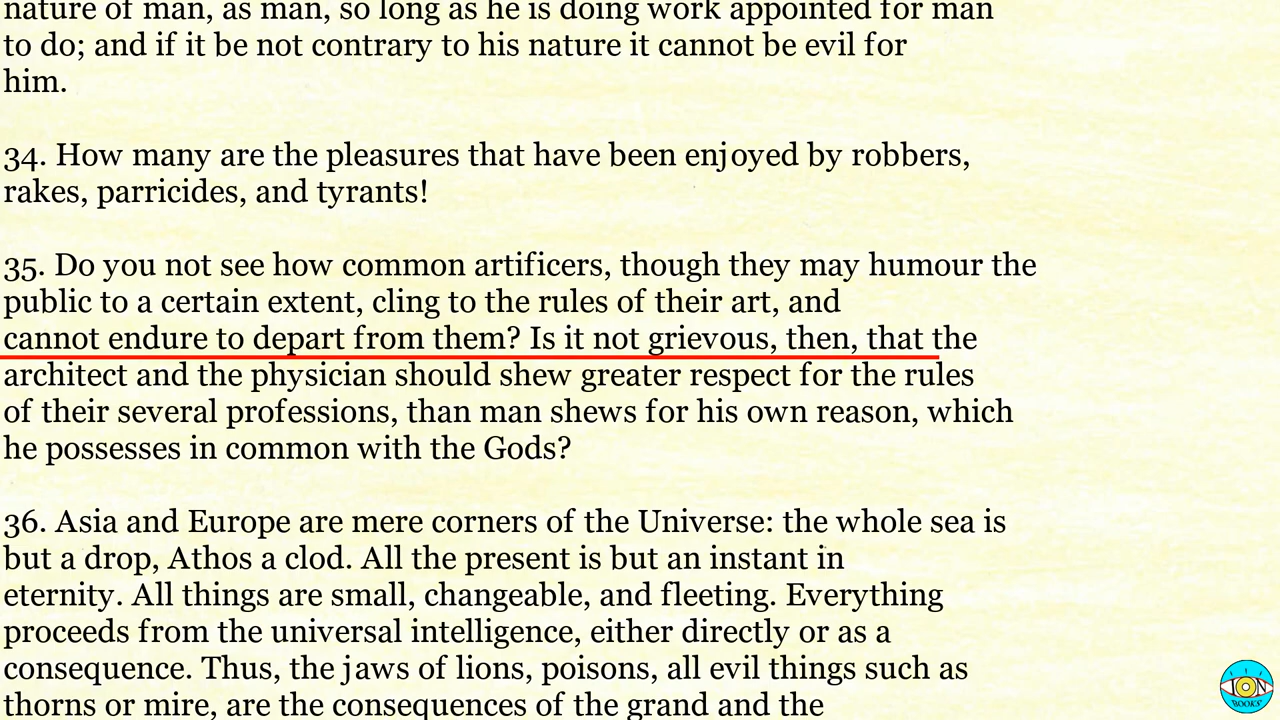 nature of man, as man, so long as he is doing work appointed for man
to do; and if it be not contrary to his nature it cannot be evil for
him.
34. How many are the pleasures that have been enjoyed by robbers,
rakes, parricides, and tyrants!
35. Do you not see how common artificers, though they may humour the
public to a certain extent, cling to the rules of their art, and
cannot endure to depart from them? Is it not grievous, then, that the
architect and the physician should shew greater respect for the rules
of their several professions, than man shews for his own reason, which
he possesses in common with the Gods?
36. Asia and Europe are mere corners of the Universe: the whole sea is
but a drop, Athos a clod. All the present is but an instant in
eternity. All things are small, changeable, and fleeting. Everything
proceeds from the universal intelligence, either directly or as a
consequence. Thus, the jaws of lions, poisons, all evil things such as
thorns or mire, are the consequences of the grand and the
ION
BOOKS